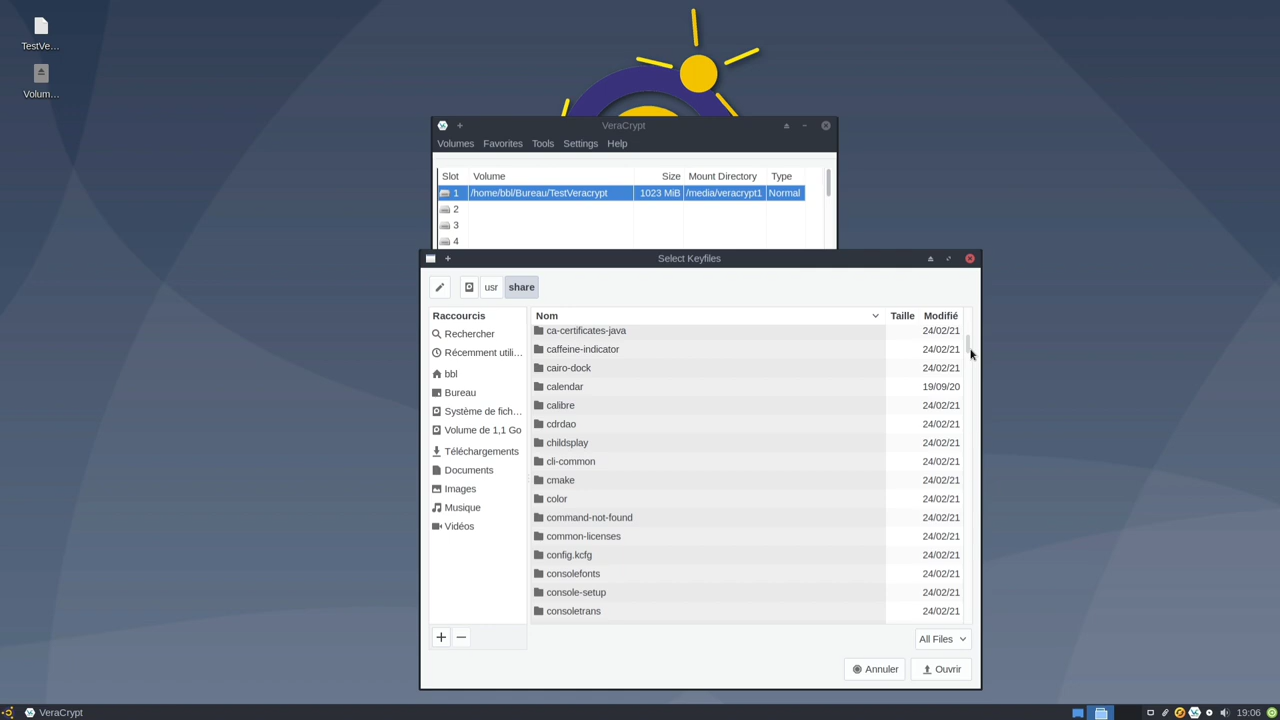 TestVe...
Volum...
VeraCrypt
Volumes Favorites Tools Settings Help
Slot Volume Size Mount Directory Type
1 /home/bbl/Bureau/TestVeracrypt 1023 MiB /media/veracrypt1 Normal
2
3
4
Select Keyfiles
usr share
Raccourcis
Rechercher
Récemment utili...
bbl
Bureau
Système de fich...
Volume de 1,1 Go
Téléchargements
Documents
Images
Musique
Vidéos
Nom Taille Modifié
ca-certificates-java 24/02/21
caffeine-indicator 24/02/21
cairo-dock 24/02/21
calendar 19/09/20
calibre 24/02/21
cdrdao 24/02/21
childsplay 24/02/21
cli-common 24/02/21
cmake 24/02/21
color 24/02/21
command-not-found 24/02/21
common-licenses 24/02/21
config.kcfg 24/02/21
consolefonts 24/02/21
console-setup 24/02/21
consoletrans 24/02/21
All Files
Annuler Ouvrir
VeraCrypt 19:06